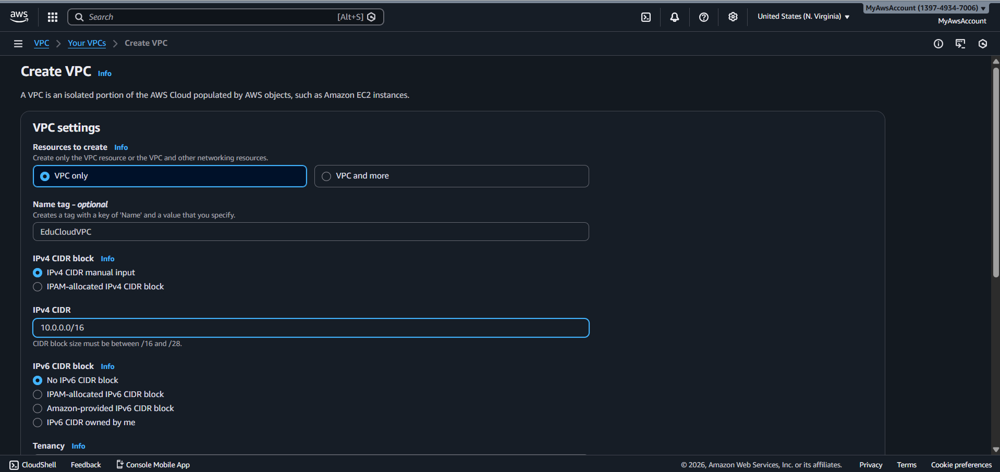 aws
Search [Alt+S]
United States (N. Virginia)
MyAwsAccount (1397-4934-7006)
MyAwsAccount
VPC
Your VPCs
Create VPC
Create VPC Info
A VPC is an isolated portion of the AWS Cloud populated by AWS objects, such as Amazon EC2 instances.
VPC settings
Resources to create Info
Create only the VPC resource or the VPC and other networking resources.
VPC only
VPC and more
Name tag - optional
Creates a tag with a key of 'Name' and a value that you specify.
EduCloudVPC
IPv4 CIDR block Info
IPv4 CIDR manual input
IPAM-allocated IPv4 CIDR block
IPv4 CIDR
10.0.0.0/16
CIDR block size must be between /16 and /28.
IPv6 CIDR block Info
No IPv6 CIDR block
IPAM-allocated IPv6 CIDR block
Amazon-provided IPv6 CIDR block
IPv6 CIDR owned by me
Tenancy Info
CloudShell Feedback Console Mobile App © 2026, Amazon Web Services, Inc. or its affiliates. Privacy Terms Cookie preferences